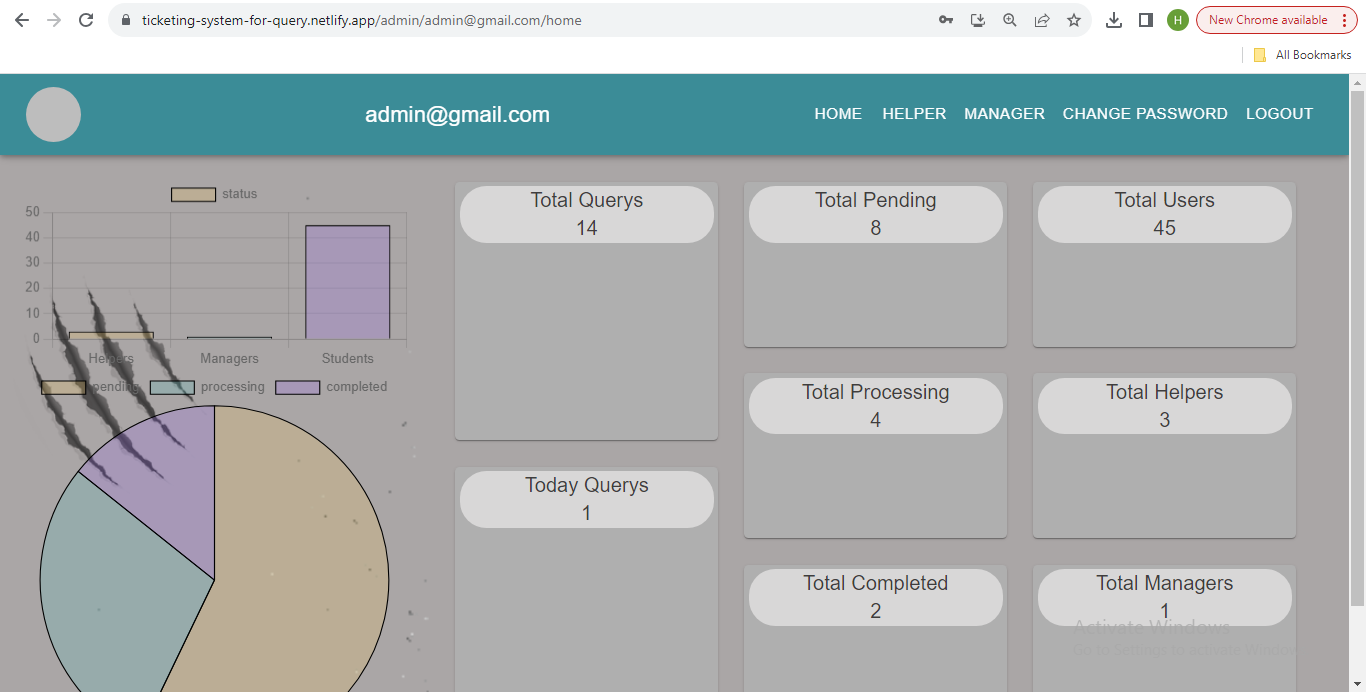 ticketing-system-for-query.netlify.app/admin/admin@gmail.com/home
H
New Chrome available
All Bookmarks
admin@gmail.com
HOME HELPER MANAGER CHANGE PASSWORD LOGOUT
status
50
40
30
20
10
0
Helpers Managers Students
pending processing completed
Total Querys
14
Total Pending
8
Total Users
45
Total Processing
4
Total Helpers
3
Today Querys
1
Total Completed
2
Total Managers
1
Activate Windows
Go to Settings to activate Windows